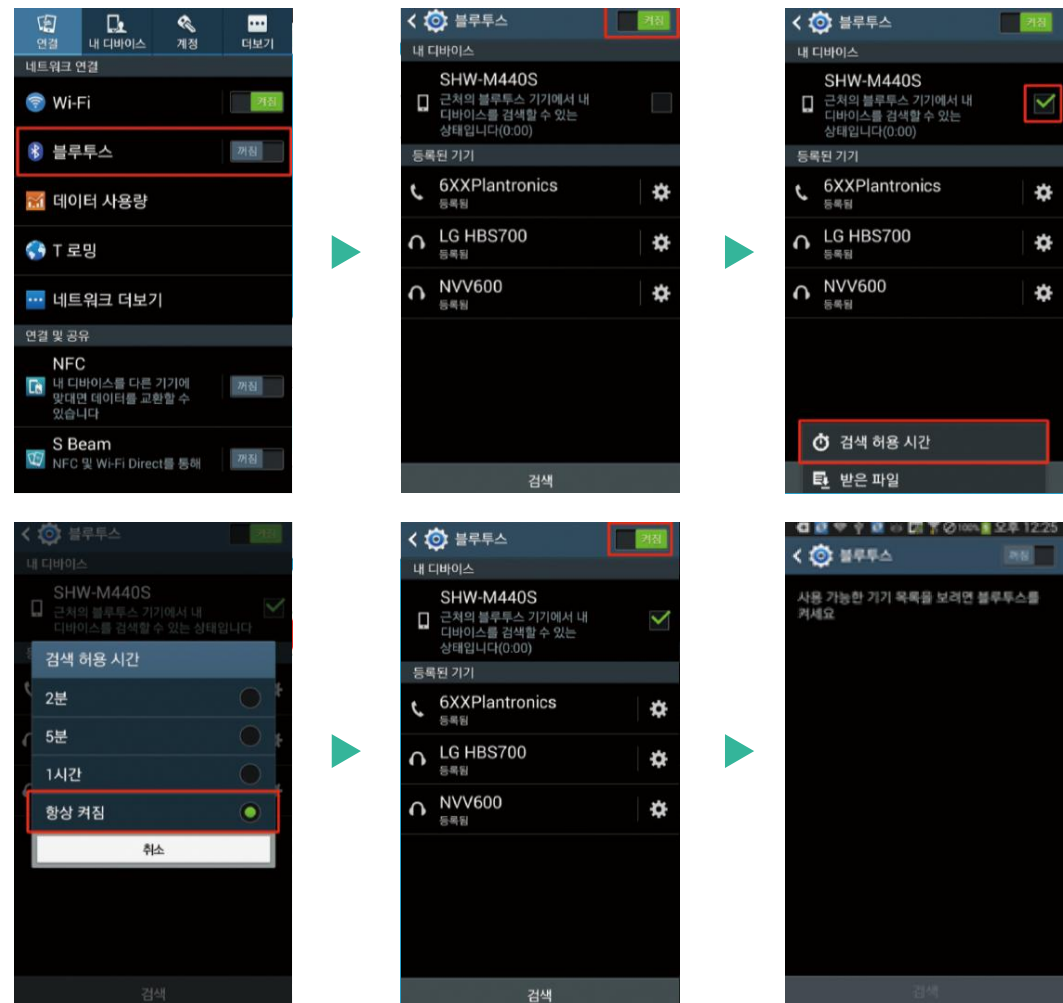 연결
내 디바이스
계정
더보기
네트워크 연결
Wi-Fi
켜짐
블루투스
꺼짐
데이터 사용량
T 로밍
네트워크 더보기
연결 및 공유
NFC
내 디바이스를 다른 기기에
맞대면 데이터를 교환할 수
있습니다
꺼짐
S Beam
NFC 및 Wi-Fi Direct를 통해
꺼짐
블루투스
켜짐
내 디바이스
SHW-M440S
근처의 블루투스 기기에서 내
디바이스를 검색할 수 있는
상태입니다(0:00)
등록된 기기
6XXPlantronics
등록됨
LG HBS700
등록됨
NVV600
등록됨
검색
블루투스
켜짐
내 디바이스
SHW-M440S
근처의 블루투스 기기에서 내
디바이스를 검색할 수 있는
상태입니다(0:00)
등록된 기기
6XXPlantronics
등록됨
LG HBS700
등록됨
NVV600
등록됨
검색 허용 시간
받은 파일
블루투스
켜짐
내 디바이스
SHW-M440S
근처의 블루투스 기기에서 내
디바이스를 검색할 수 있는 상태입니다
검색 허용 시간
2분
5분
1시간
항상 켜짐
취소
검색
블루투스
켜짐
내 디바이스
SHW-M440S
근처의 블루투스 기기에서 내
디바이스를 검색할 수 있는
상태입니다(0:00)
등록된 기기
6XXPlantronics
등록됨
LG HBS700
등록됨
NVV600
등록됨
검색
100% 오후 12:25
블루투스
꺼짐
사용 가능한 기기 목록을 보려면 블루투스를
켜세요
검색